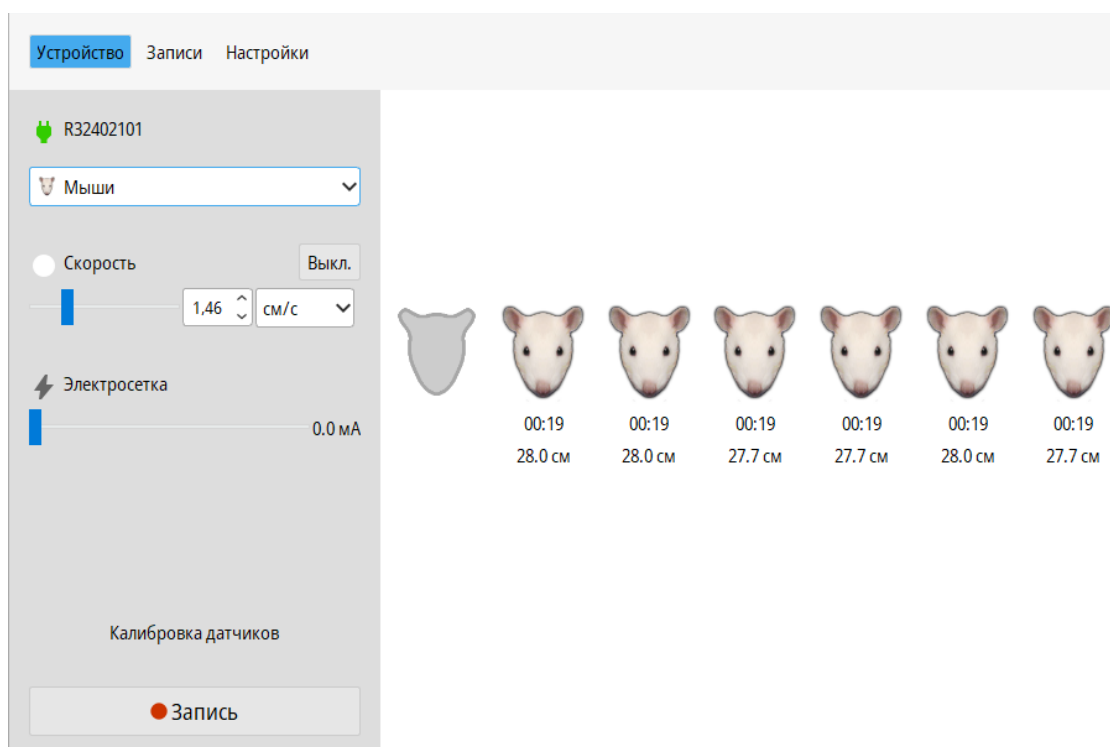 Устройство Записи Настройки
R32402101
Мыши
Скорость Выкл.
1,46 см/с
Электросетка
0.0 мА
00:19 00:19 00:19 00:19 00:19 00:19
28.0 см 28.0 см 27.7 см 27.7 см 28.0 см 27.7 см
Калибровка датчиков
Запись